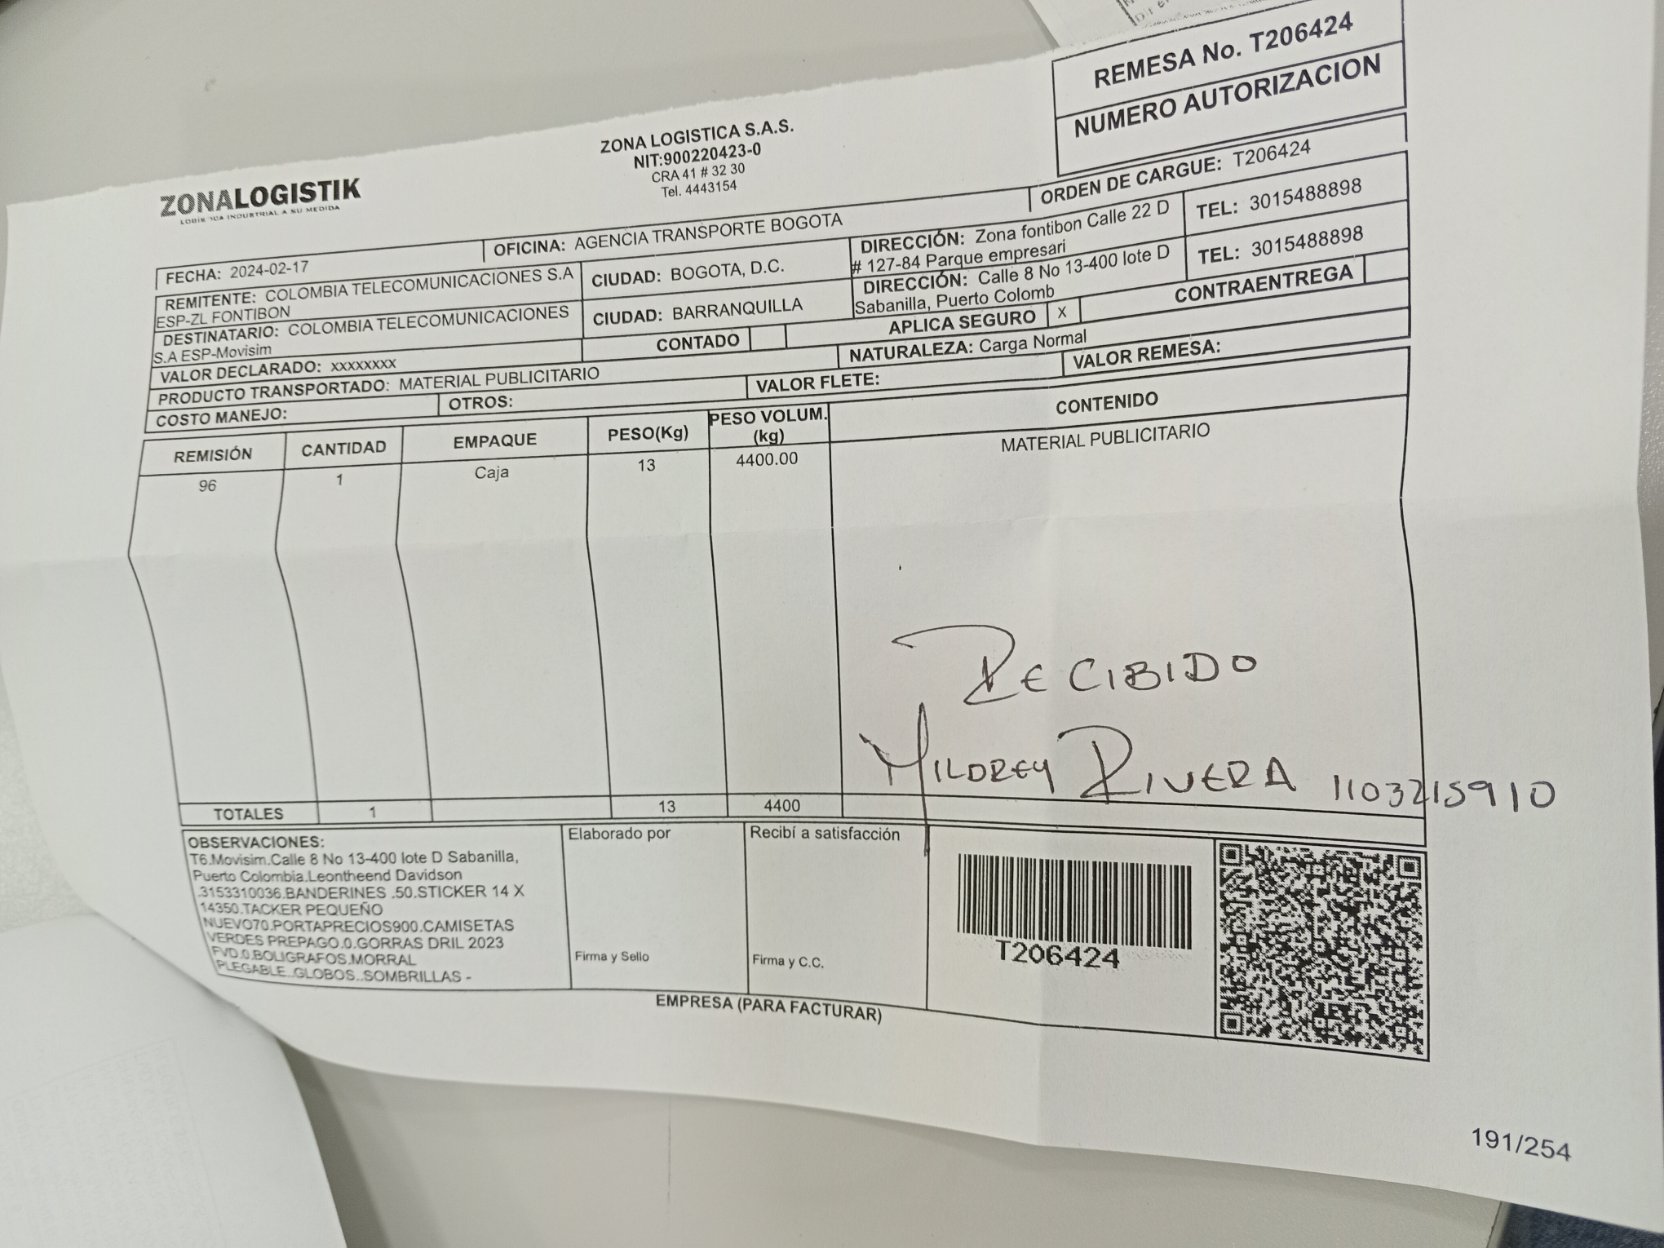 REMESA No. T206424
NUMERO AUTORIZACION
ZONA LOGISTICA S.A.S.
NIT:900220423-0
CRA 41 # 32 30
Tel. 4443154
ZONALOGISTIK
INDUSTRIAL A SU MEDIDA
ORDEN DE CARGUE: T206424
FECHA: 2024-02-17
OFICINA: AGENCIA TRANSPORTE BOGOTA
REMITENTE: COLOMBIA TELECOMUNICACIONES S.A
ESP-ZL FONTIBON
CIUDAD: BOGOTA, D.C.
DIRECCIÓN: Zona fontibon Calle 22 D
# 127-84 Parque empresari
TEL: 3015488898
DESTINATARIO: COLOMBIA TELECOMUNICACIONES
S.A ESP-Movisim
CIUDAD: BARRANQUILLA
DIRECCIÓN: Calle 8 No 13-400 lote D
Sabanilla, Puerto Colomb
TEL: 3015488898
VALOR DECLARADO: xxxxxxxx
CONTADO
APLICA SEGURO X
CONTRAENTREGA
PRODUCTO TRANSPORTADO: MATERIAL PUBLICITARIO
NATURALEZA: Carga Normal
COSTO MANEJO:
OTROS:
VALOR FLETE:
VALOR REMESA:
REMISIÓN CANTIDAD EMPAQUE PESO(Kg) PESO VOLUM. (kg) CONTENIDO
96 1 Caja 13 4400.00 MATERIAL PUBLICITARIO
RECIBIDO
MILDREY RIVERA 1103215910
TOTALES 1 13 4400
OBSERVACIONES:
T6.Movisim.Calle 8 No 13-400 lote D Sabanilla,
Puerto Colombia.Leontheend Davidson
.3153310036.BANDERINES .50.STICKER 14 X
14350.TACKER PEQUEÑO
NUEVO70.PORTAPRECIOS900.CAMISETAS
VERDES PREPAGO.0.GORRAS DRIL 2023
FVD.0.BOLIGRAFOS.MORRAL
PLEGABLE..GLOBOS..SOMBRILLAS -
Elaborado por
Firma y Sello
Recibí a satisfacción
Firma y C.C.
T206424
EMPRESA (PARA FACTURAR)
191/254